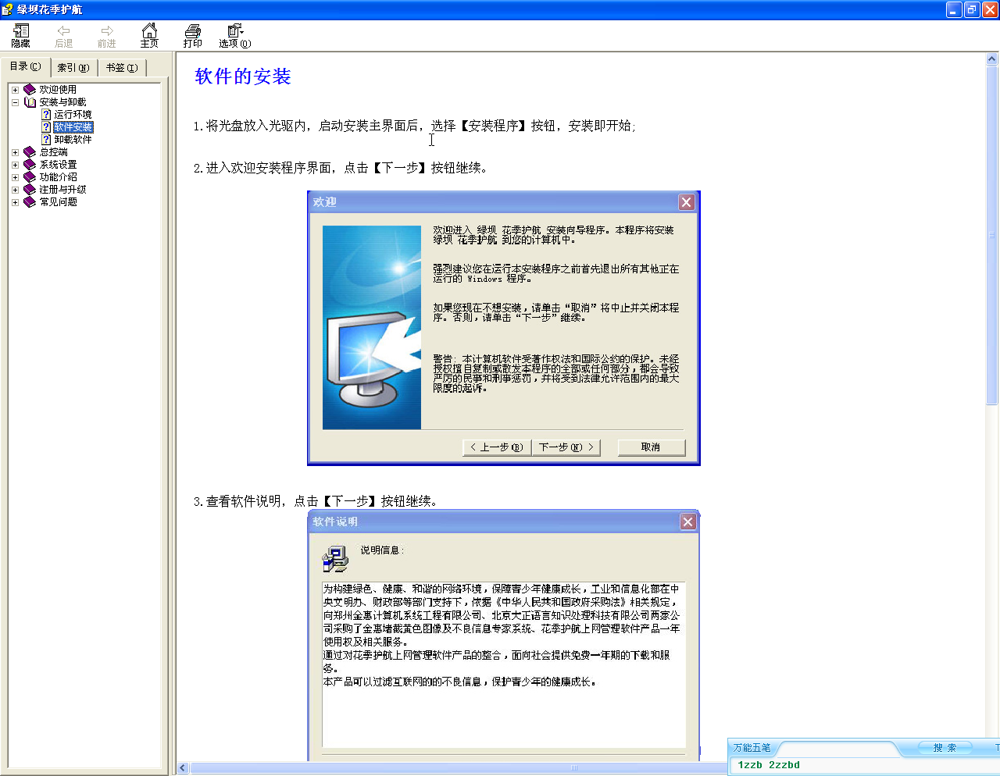 绿坝花季护航
隐藏 后退 前进 主页 打印 选项(O)
目录(C) 索引(N) 书签(I)
欢迎使用
安装与卸载
运行环境
软件安装
卸载软件
总控端
系统设置
功能介绍
注册与升级
常见问题
软件的安装
1.将光盘放入光驱内，启动安装主界面后，选择【安装程序】按钮，安装即开始;
2.进入欢迎安装程序界面，点击【下一步】按钮继续。
欢迎
欢迎进入 绿坝 花季护航 安装向导程序。本程序将安装
绿坝 花季护航 到您的计算机中。
强烈建议您在运行本安装程序之前首先退出所有其他正在
运行的 Windows 程序。
如果您现在不想安装，请单击“取消”将中止并关闭本程
序。否则，请单击“下一步”继续。
警告: 本计算机软件受著作权法和国际公约的保护。未经
授权擅自复制或散发本程序的全部或任何部分，都会导致
严厉的民事和刑事惩罚，并将受到法律允许范围内的最大
限度的起诉。
< 上一步(B) 下一步(N) > 取消
3.查看软件说明，点击【下一步】按钮继续。
软件说明
说明信息:
为构建绿色、健康、和谐的网络环境，保障青少年健康成长，工业和信息化部在中
央文明办、财政部等部门支持下，依据《中华人民共和国政府采购法》相关规定，
向郑州金惠计算机系统工程有限公司、北京大正语言知识处理科技有限公司两家公
司采购了金惠堵截黄色图像及不良信息专家系统、花季护航上网管理软件产品一年
使用权及相关服务。
通过对花季护航上网管理软件产品的整合，面向社会提供免费一年期的下载和服
务。
本产品可以过滤互联网的的不良信息，保护青少年的健康成长。
万能五笔 搜 索
1zzb 2zzbd